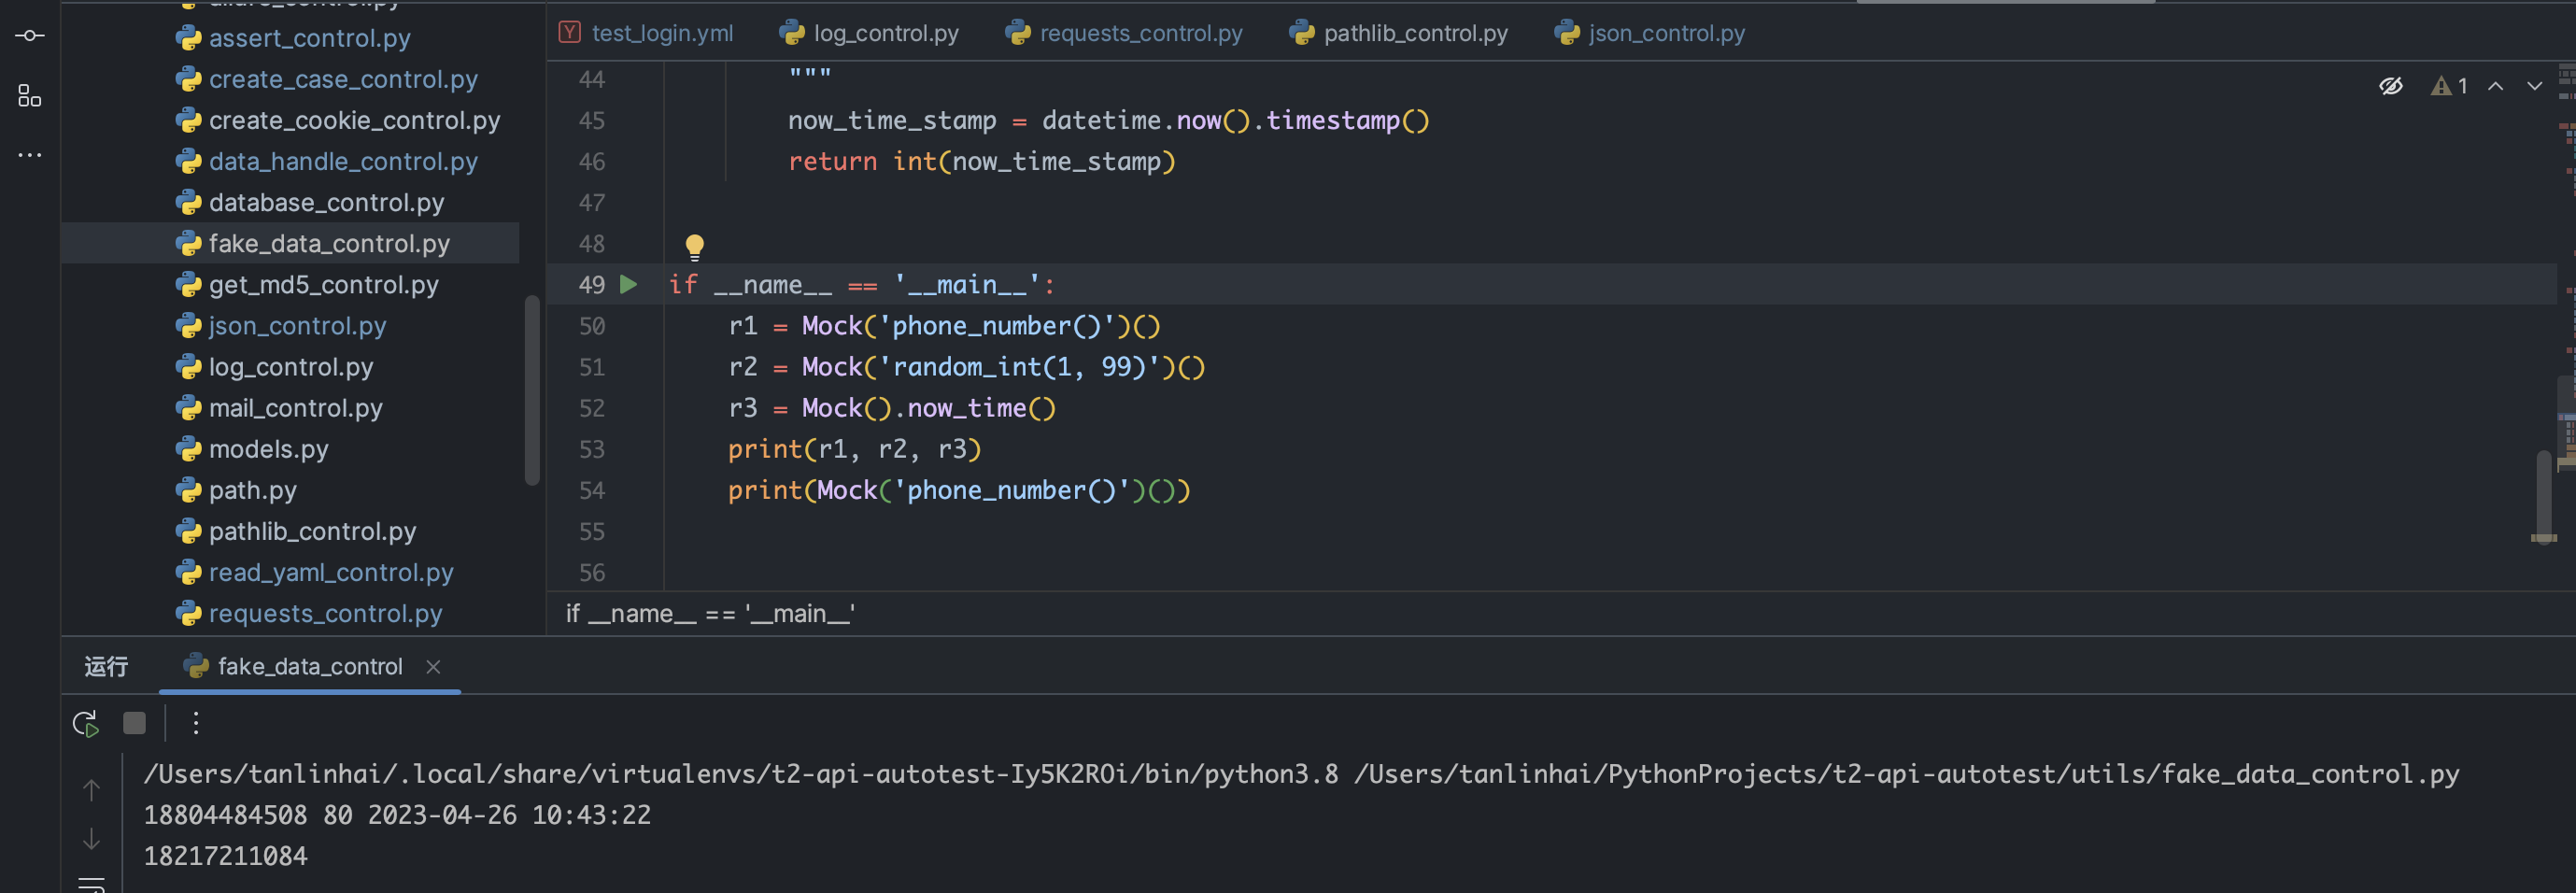 assert_control.py
create_case_control.py
create_cookie_control.py
data_handle_control.py
database_control.py
fake_data_control.py
get_md5_control.py
json_control.py
log_control.py
mail_control.py
models.py
path.py
pathlib_control.py
read_yaml_control.py
requests_control.py
test_login.yml log_control.py requests_control.py pathlib_control.py json_control.py
1
44 """
45 now_time_stamp = datetime.now().timestamp()
46 return int(now_time_stamp)
47
48
49 if __name__ == '__main__':
50 r1 = Mock('phone_number()')()
51 r2 = Mock('random_int(1, 99)')()
52 r3 = Mock().now_time()
53 print(r1, r2, r3)
54 print(Mock('phone_number()')())
55
56
if __name__ == '__main__'
运行 fake_data_control
/Users/tanlinhai/.local/share/virtualenvs/t2-api-autotest-Iy5K2ROi/bin/python3.8 /Users/tanlinhai/PythonProjects/t2-api-autotest/utils/fake_data_control.py
18804484508 80 2023-04-26 10:43:22
18217211084